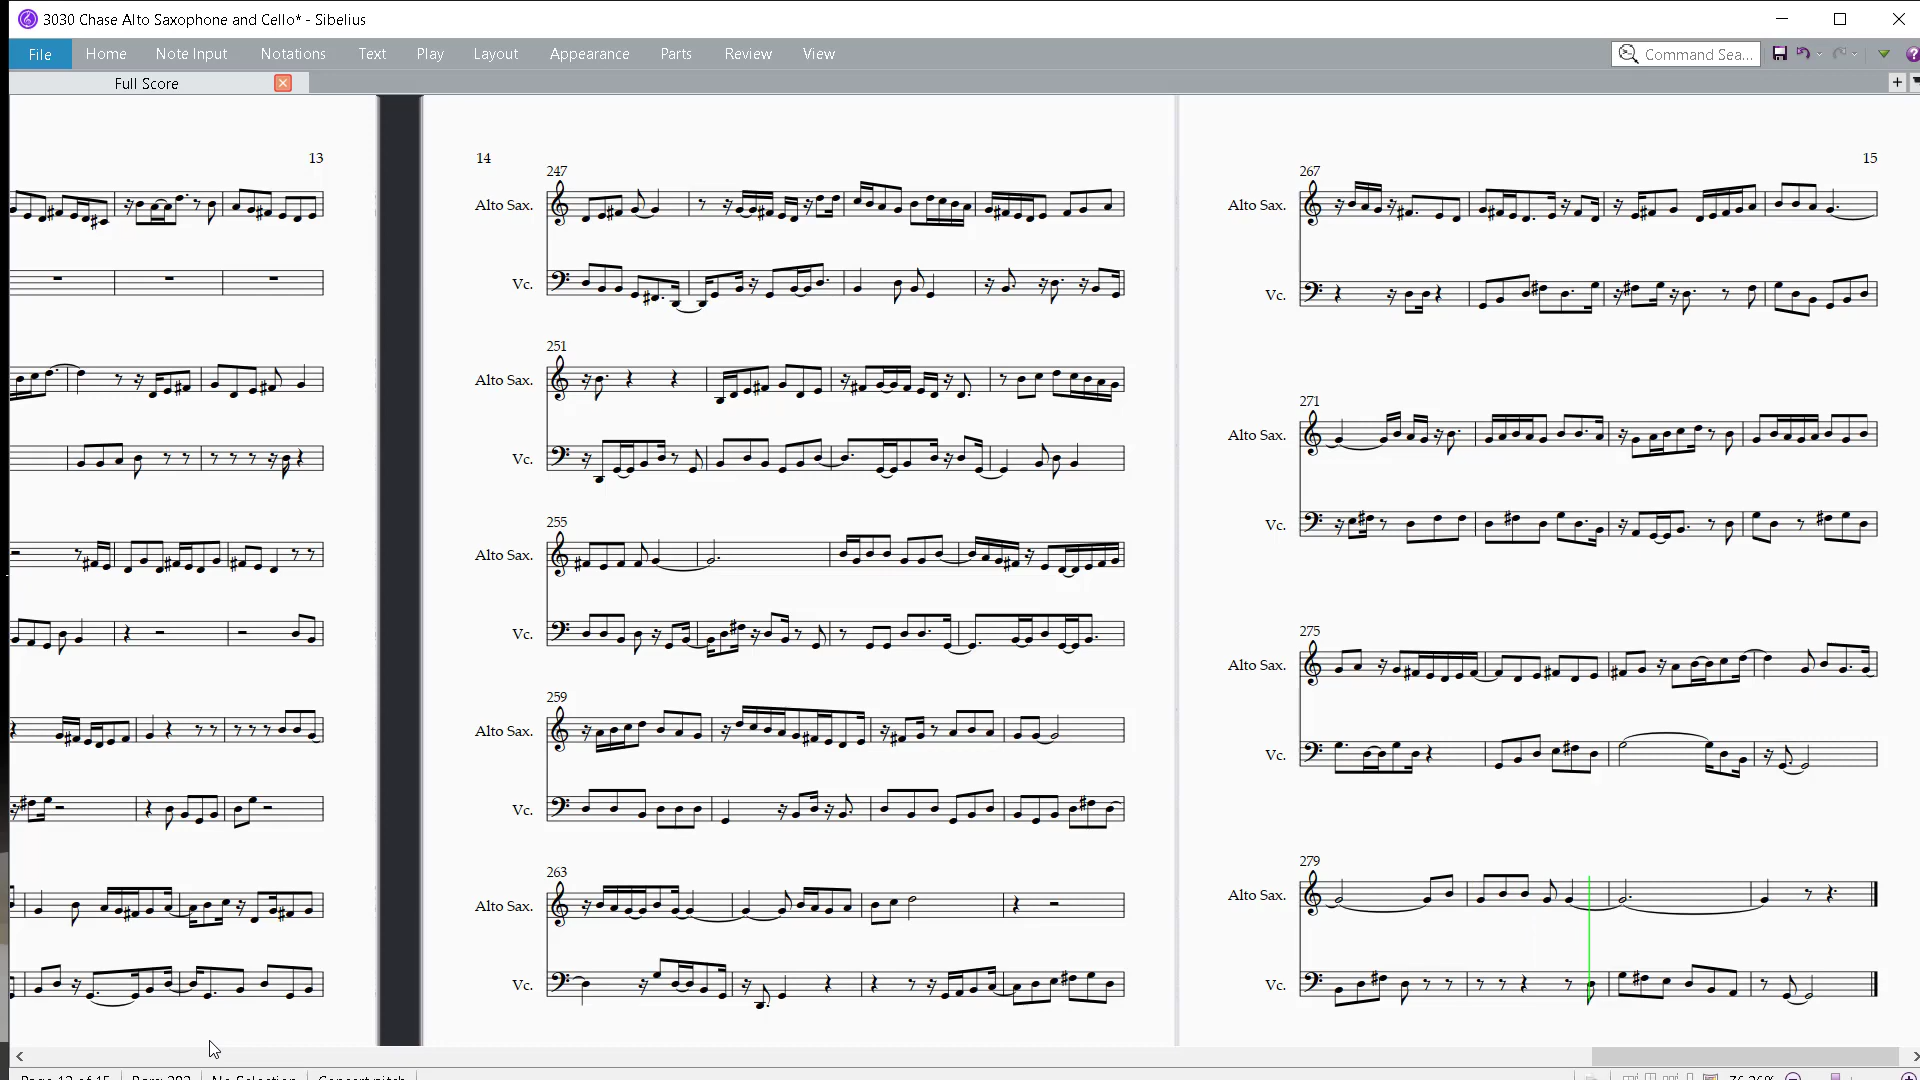 3030 Chase Alto Saxophone and Cello* - Sibelius
File Home Note Input Notations Text Play Layout Appearance Parts Review View Command Sea...
Full Score
13
14
247
Alto Sax.
Vc.
251
Alto Sax.
Vc.
255
Alto Sax.
Vc.
259
Alto Sax.
Vc.
263
Alto Sax.
Vc.
15
267
Alto Sax.
Vc.
271
Alto Sax.
Vc.
275
Alto Sax.
Vc.
279
Alto Sax.
Vc.
No Selection Concert pitch